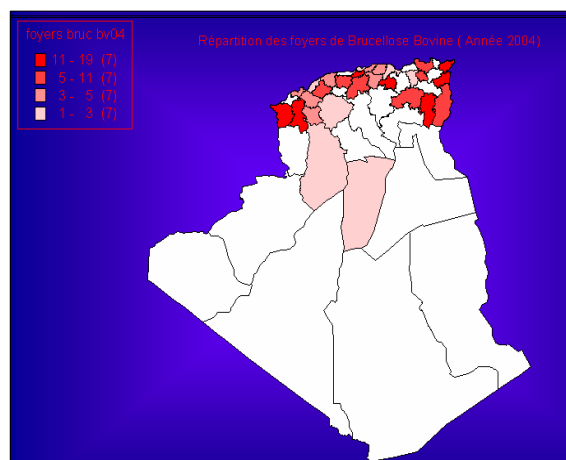 foyers bruc bv04
11 - 19 (7)
5 - 11 (7)
3 - 5 (7)
1 - 3 (7)
Répartition des foyers de Brucellose Bovine ( Année 2004)